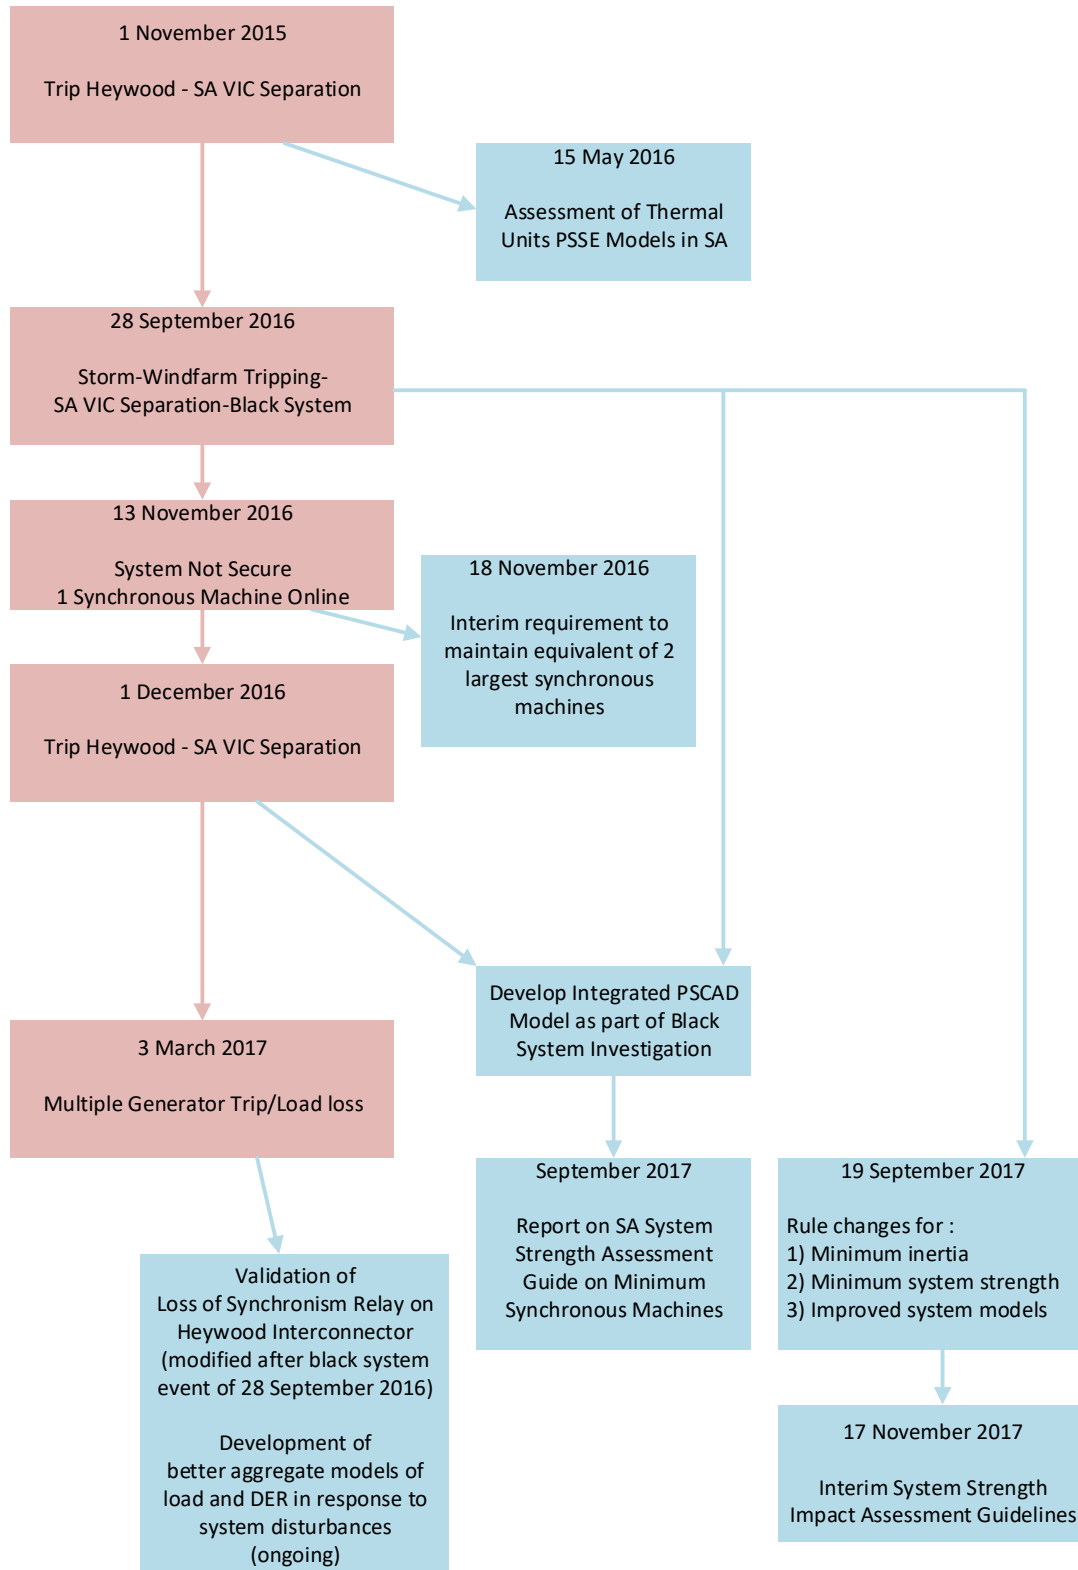 1 November 2015
Trip Heywood - SA VIC Separation
15 May 2016
Assessment of Thermal
Units PSSE Models in SA
28 September 2016
Storm-Windfarm Tripping-
SA VIC Separation-Black System
13 November 2016
System Not Secure
1 Synchronous Machine Online
18 November 2016
Interim requirement to
maintain equivalent of 2
largest synchronous
machines
1 December 2016
Trip Heywood - SA VIC Separation
Develop Integrated PSCAD
Model as part of Black
System Investigation
3 March 2017
Multiple Generator Trip/Load loss
September 2017
Report on SA System
Strength Assessment
Guide on Minimum
Synchronous Machines
19 September 2017
Rule changes for :
1) Minimum inertia
2) Minimum system strength
3) Improved system models
Validation of
Loss of Synchronism Relay on
Heywood Interconnector
(modified after black system
event of 28 September 2016)
Development of
better aggregate models of
load and DER in response to
system disturbances
(ongoing)
17 November 2017
Interim System Strength
Impact Assessment Guidelines